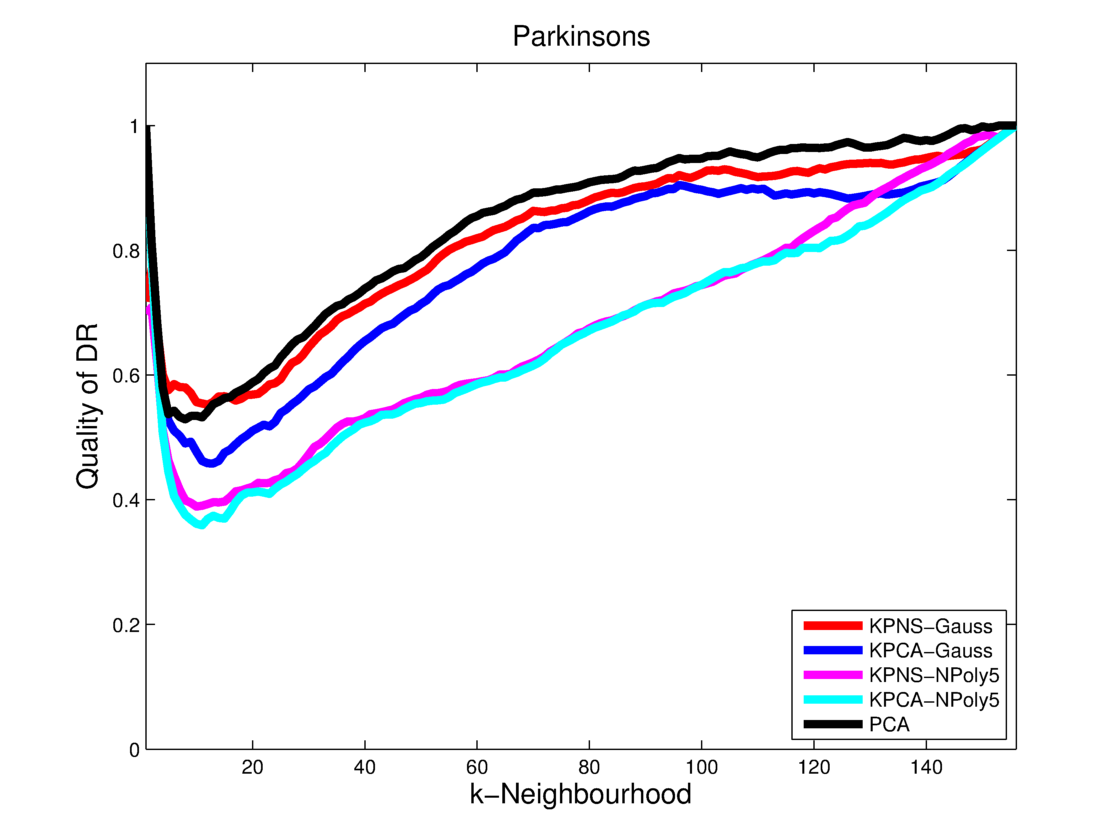 Parkinsons
Quality of DR
1
0.8
0.6
0.4
0.2
0
20 40 60 80 100 120 140
k−Neighbourhood
KPNS−Gauss
KPCA−Gauss
KPNS−NPoly5
KPCA−NPoly5
PCA